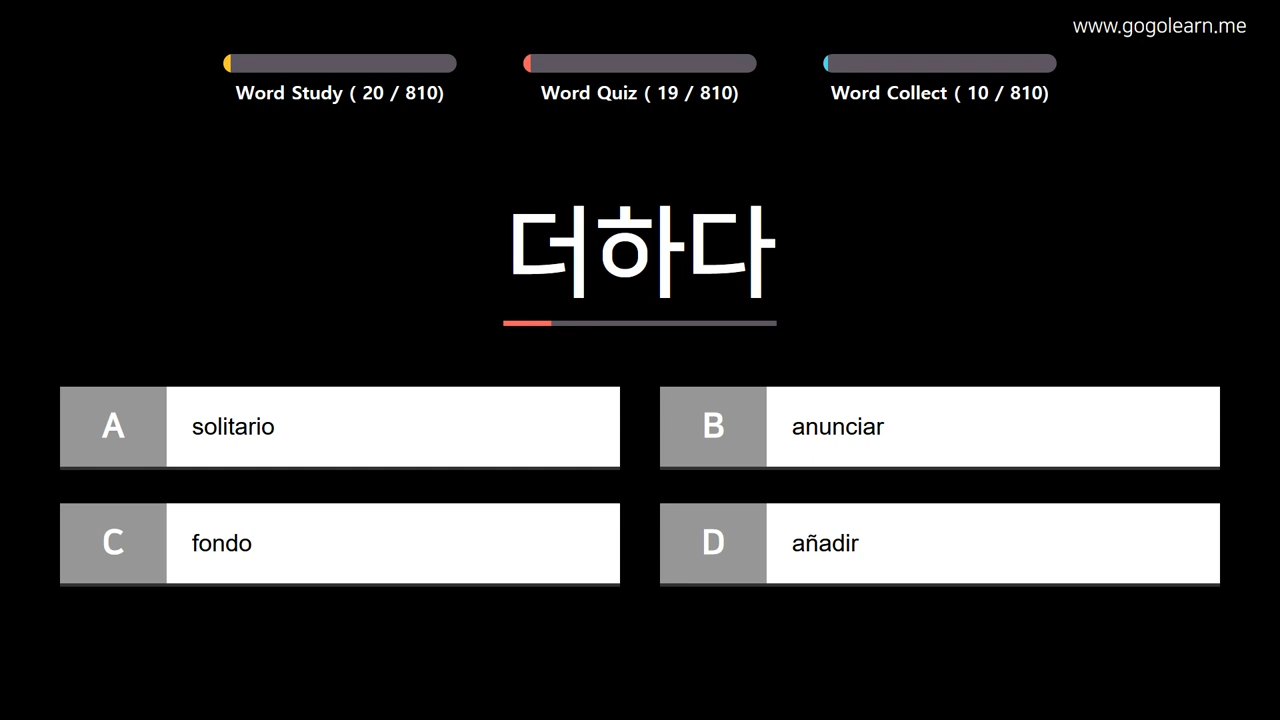 www.gogolearn.me
Word Study ( 20 / 810)
Word Quiz ( 19 / 810)
Word Collect ( 10 / 810)
더하다
A solitario
B anunciar
C fondo
D añadir